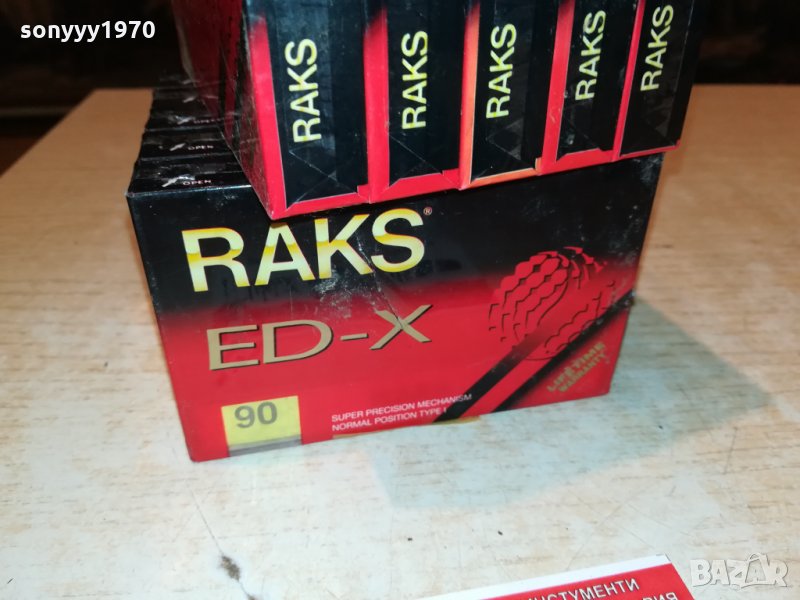 sonyyy1970
RAKS
RAKS
RAKS
RAKS
RAKS
OPEN
OPEN
RAKS®
ED-X
90
SUPER PRECISION MECHANISM
NORMAL POSITION TYPE I
LIFETIME
WARRANTY
BAZAR